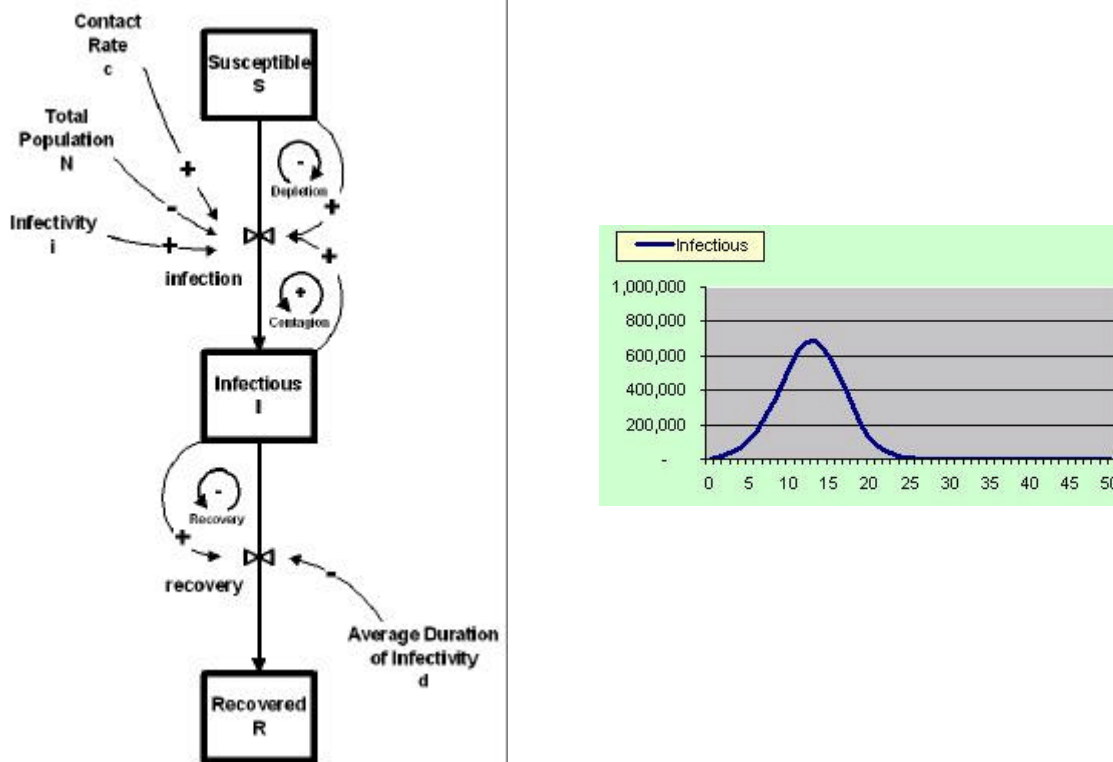 Contact
Rate
c
Total
Population
N
Infectivity
i
+
-
+
Susceptible
S
-
Depletion
+
infection
+
+
Contagion
Infectious
I
-
Recovery
+
recovery
-
Average Duration
of Infectivity
d
Recovered
R
Infectious
1,000,000
800,000
600,000
400,000
200,000
-
0 5 10 15 20 25 30 35 40 45 50